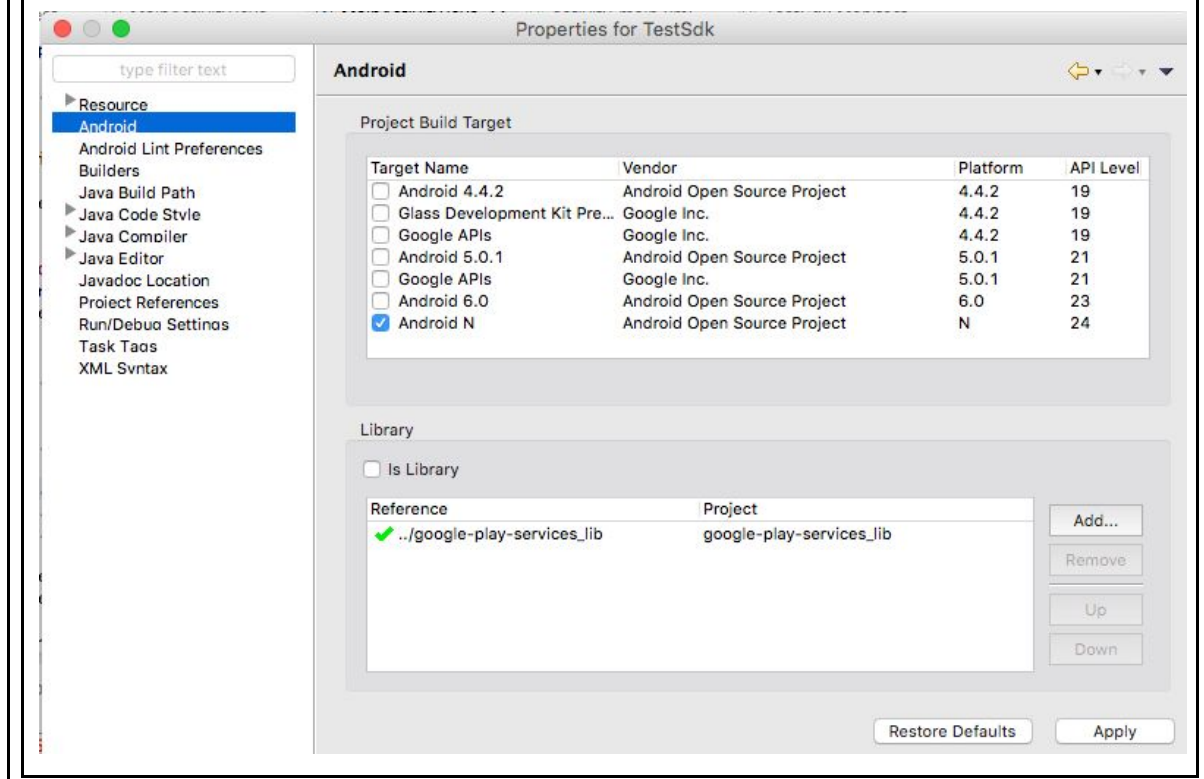 Properties for TestSdk
type filter text
Android
Resource
Android
Android Lint Preferences
Builders
Java Build Path
Java Code Style
Java Compiler
Java Editor
Javadoc Location
Project References
Run/Debug Settings
Task Tags
XML Syntax
Project Build Target
Target Name Vendor Platform API Level
Android 4.4.2 Android Open Source Project 4.4.2 19
Glass Development Kit Pre... Google Inc. 4.4.2 19
Google APIs Google Inc. 4.4.2 19
Android 5.0.1 Android Open Source Project 5.0.1 21
Google APIs Google Inc. 5.0.1 21
Android 6.0 Android Open Source Project 6.0 23
Android N Android Open Source Project N 24
Library
Is Library
Reference Project
../google-play-services_lib google-play-services_lib
Add...
Remove
Up
Down
Restore Defaults Apply